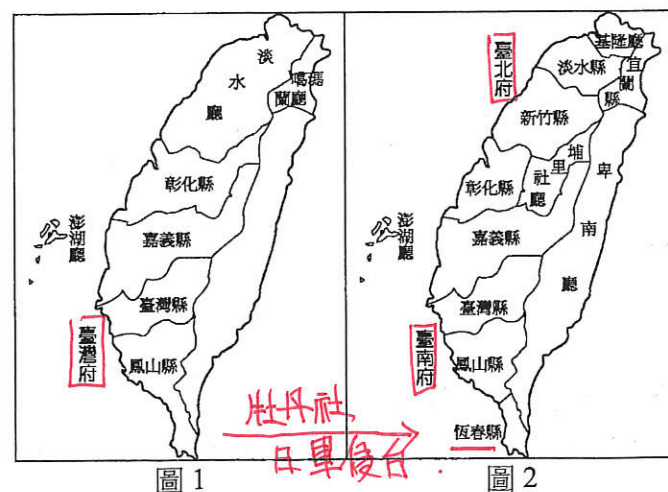 淡水廳
噶瑪
蘭廳
彰化縣
嘉義縣
臺灣縣
鳳山縣
澎湖廳
臺灣府
圖1
牡丹社,
日軍侵台.
臺北府
基隆廳
淡水縣
宜蘭縣
新竹縣
埔里社廳
彰化縣
卑南廳
嘉義縣
臺灣縣
鳳山縣
恆春縣
澎湖廳
臺南府
圖2